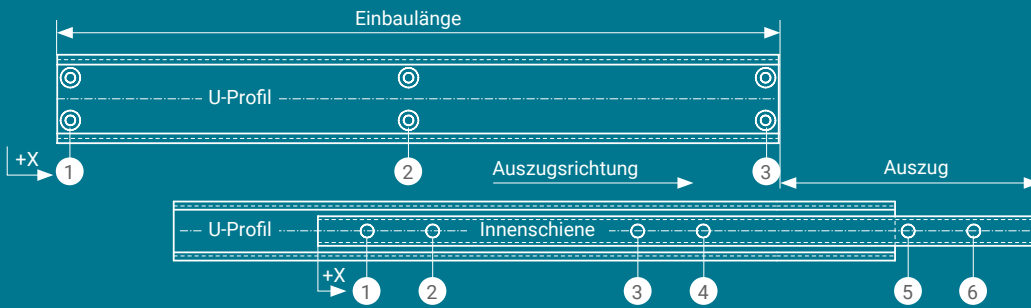 Einbaulänge
U-Profil
+X
1
2
3
Auszugsrichtung
Auszug
U-Profil
Innenschiene
+X
1
2
3
4
5
6